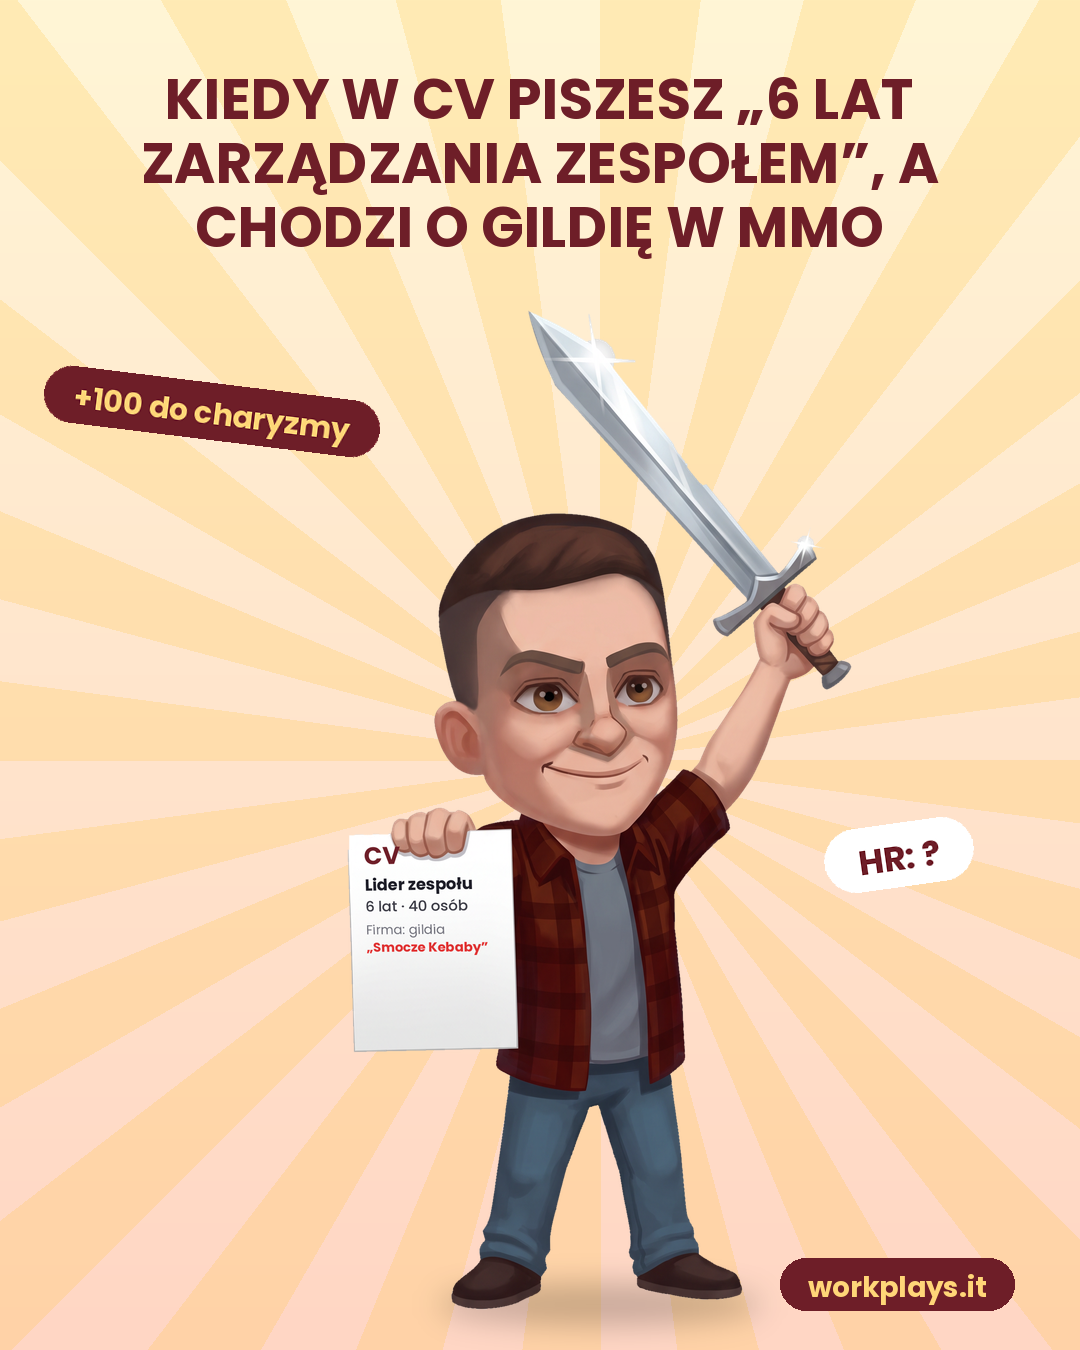 KIEDY W CV PISZESZ „6 LAT
ZARZĄDZANIA ZESPOŁEM”, A
CHODZI O GILDIĘ W MMO
+100 do charyzmy
HR: ?
CV
Lider zespołu
6 lat · 40 osób
Firma: gildia
„Smocze Kebaby”
workplays.it